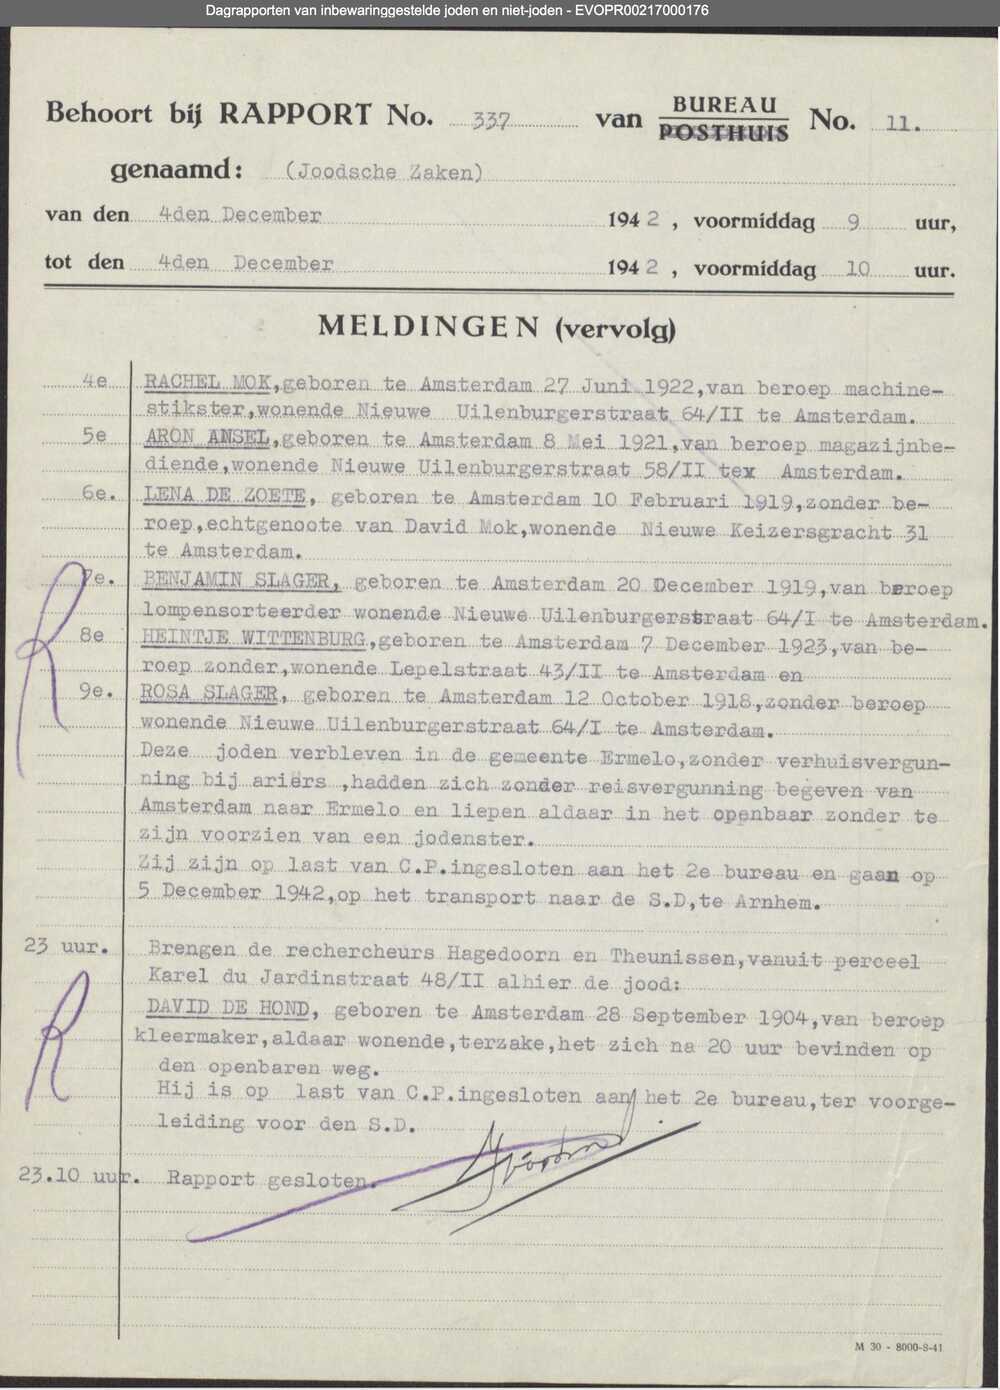 Dagrapporten van inbewaringgestelde joden en niet-joden - EVOPR00217000176
Behoort bij RAPPORT No. 337 van BUREAU POSTHUIS No. 11.
genaamd: (Joodsche Zaken)
van den 4den December 1942, voormiddag 9 uur,
tot den 4den December 1942, voormiddag 10 uur.
MELDINGEN (vervolg)
4e RACHEL MOK,geboren te Amsterdam 27 Juni 1922,van beroep machine-
stikster,wonende Nieuwe Uilenburgerstraat 64/II te Amsterdam.
5e ARON ANSEL,geboren te Amsterdam 8 Mei 1921,van beroep magazijnbe-
diende,wonende Nieuwe Uilenburgerstraat 58/II tex Amsterdam.
6e. LENA DE ZOETE, geboren te Amsterdam 10 Februari 1919,zonder be-
roep,echtgenoote van David Mok,wonende Nieuwe Keizersgracht 31
te Amsterdam.
7e. BENJAMIN SLAGER, geboren te Amsterdam 20 December 1919,van beroep
lompensorteerder wonende Nieuwe Uilenburgerstraat 64/I te Amsterdam.
8e HEINTJE WITTENBURG,geboren te Amsterdam 7 December 1923,van be-
roep zonder,wonende Lepelstraat 43/II te Amsterdam en
9e. ROSA SLAGER, geboren te Amsterdam 12 October 1918,zonder beroep
wonende Nieuwe Uilenburgerstraat 64/I te Amsterdam.
Deze joden verbleven in de gemeente Ermelo,zonder verhuisvergun-
ning bij ariërs ,hadden zich zonder reisvergunning begeven van
Amsterdam naar Ermelo en liepen aldaar in het openbaar zonder te
zijn voorzien van een jodenster.
Zij zijn op last van C.P.ingesloten aan het 2e bureau en gaan op
5 December 1942,op het transport naar de S.D,te Arnhem.
23 uur. Brengen de rechercheurs Hagedoorn en Theunissen,vanuit perceel
Karel du Jardinstraat 48/II alhier de jood:
DAVID DE HOND, geboren te Amsterdam 28 September 1904,van beroep
kleermaker,aldaar wonende,terzake,het zich na 20 uur bevinden op
den openbaren weg.
Hij is op last van C.P.ingesloten aan het 2e bureau,ter voorge-
leiding voor den S.D.
23.10 uur. Rapport gesloten.
M 30 - 8000-8-41